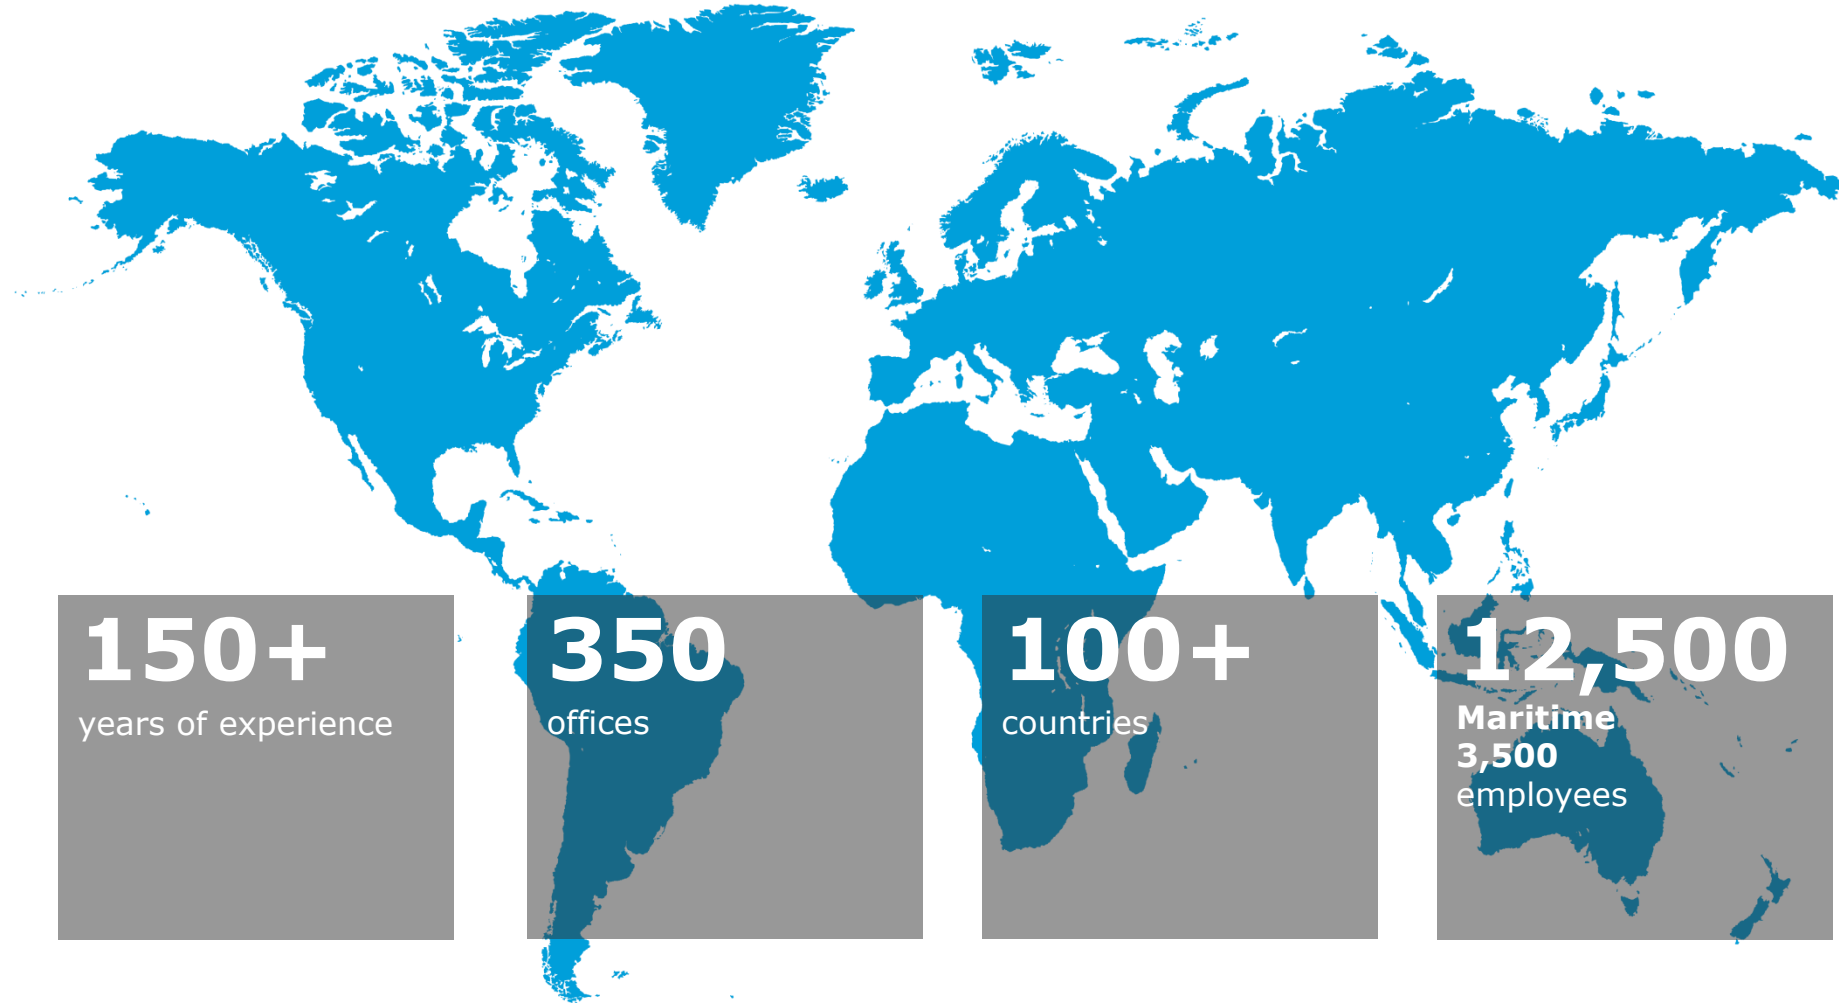 150+
years of experience
350
offices
100+
countries
12,500
Maritime
3,500
employees